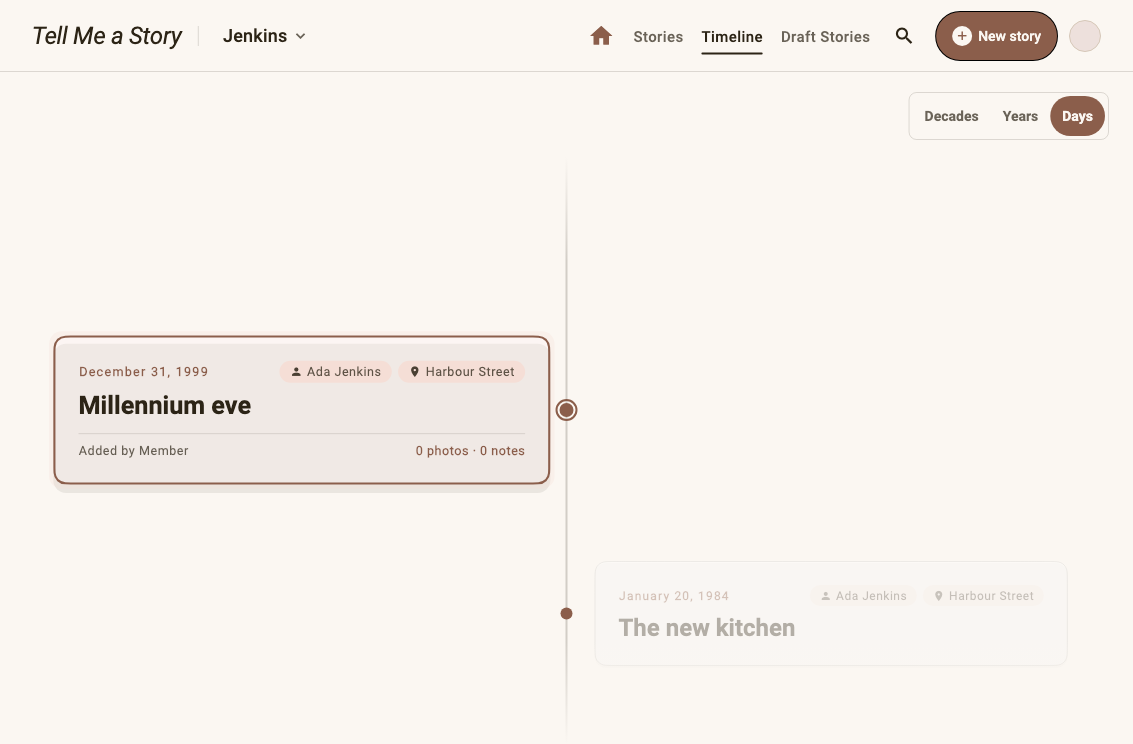 Tell Me a Story
Jenkins
Stories
Timeline
Draft Stories
New story
Decades
Years
Days
December 31, 1999
Ada Jenkins
Harbour Street
Millennium eve
Added by Member
0 photos · 0 notes
January 20, 1984
Ada Jenkins
Harbour Street
The new kitchen